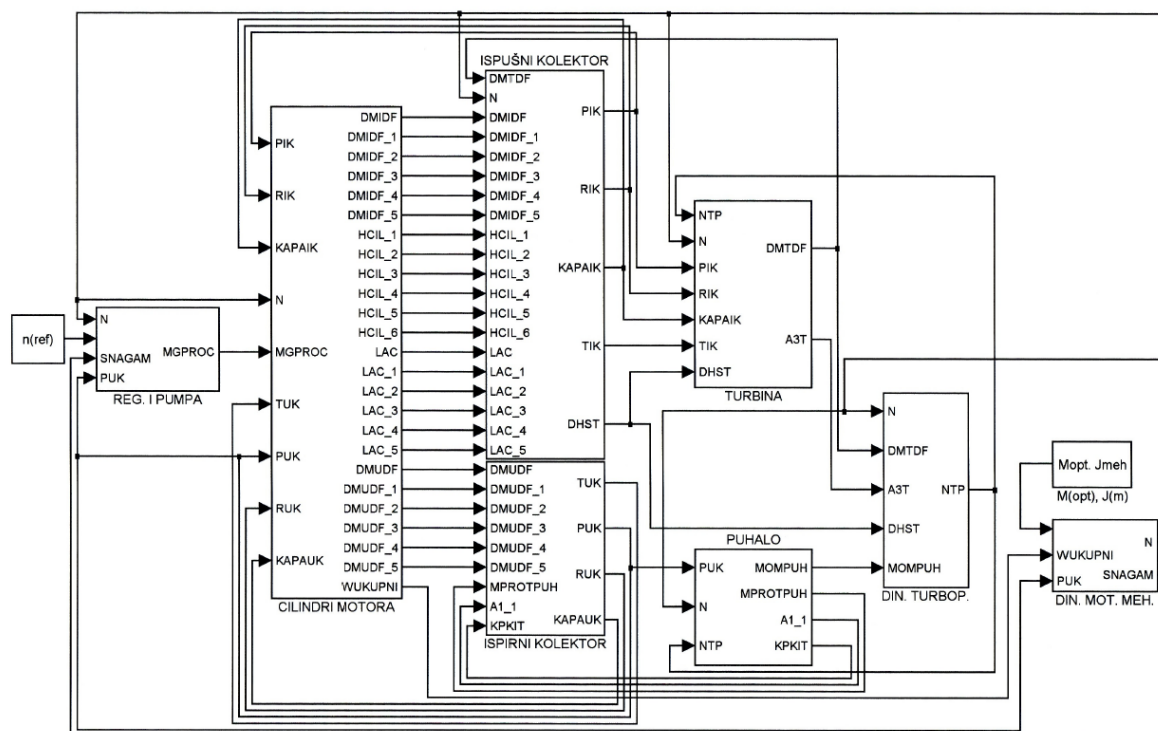 n(ref)
N
SNAGAM
PUK
MGPROC
REG. I PUMPA
PIK
RIK
KAPAIK
N
MGPROC
TUK
PUK
RUK
KAPAUK
DMIDF
DMIDF_1
DMIDF_2
DMIDF_3
DMIDF_4
DMIDF_5
HCIL_1
HCIL_2
HCIL_3
HCIL_4
HCIL_5
HCIL_6
LAC
LAC_1
LAC_2
LAC_3
LAC_4
LAC_5
DMUDF
DMUDF_1
DMUDF_2
DMUDF_3
DMUDF_4
DMUDF_5
WUKUPNI
CILINDRI MOTORA
ISPUŠNI KOLEKTOR
DMTDF
N
DMIDF
DMIDF_1
DMIDF_2
DMIDF_3
DMIDF_4
DMIDF_5
HCIL_1
HCIL_2
HCIL_3
HCIL_4
HCIL_5
HCIL_6
LAC
LAC_1
LAC_2
LAC_3
LAC_4
LAC_5
PIK
RIK
KAPAIK
TIK
DHST
DMUDF
DMUDF_1
DMUDF_2
DMUDF_3
DMUDF_4
DMUDF_5
MPROTPUH
A1_1
KPKIT
TUK
PUK
RUK
KAPAUK
ISPIRNI KOLEKTOR
NTP
N
PIK
RIK
KAPAIK
TIK
DHST
DMTDF
A3T
TURBINA
PUHALO
PUK
N
NTP
MOMPUH
MPROTPUH
A1_1
KPKIT
N
DMTDF
A3T
DHST
MOMPUH
NTP
DIN. TURBOP.
Mopt. Jmeh
M(opt), J(m)
WUKUPNI
PUK
N
SNAGAM
DIN. MOT. MEH.